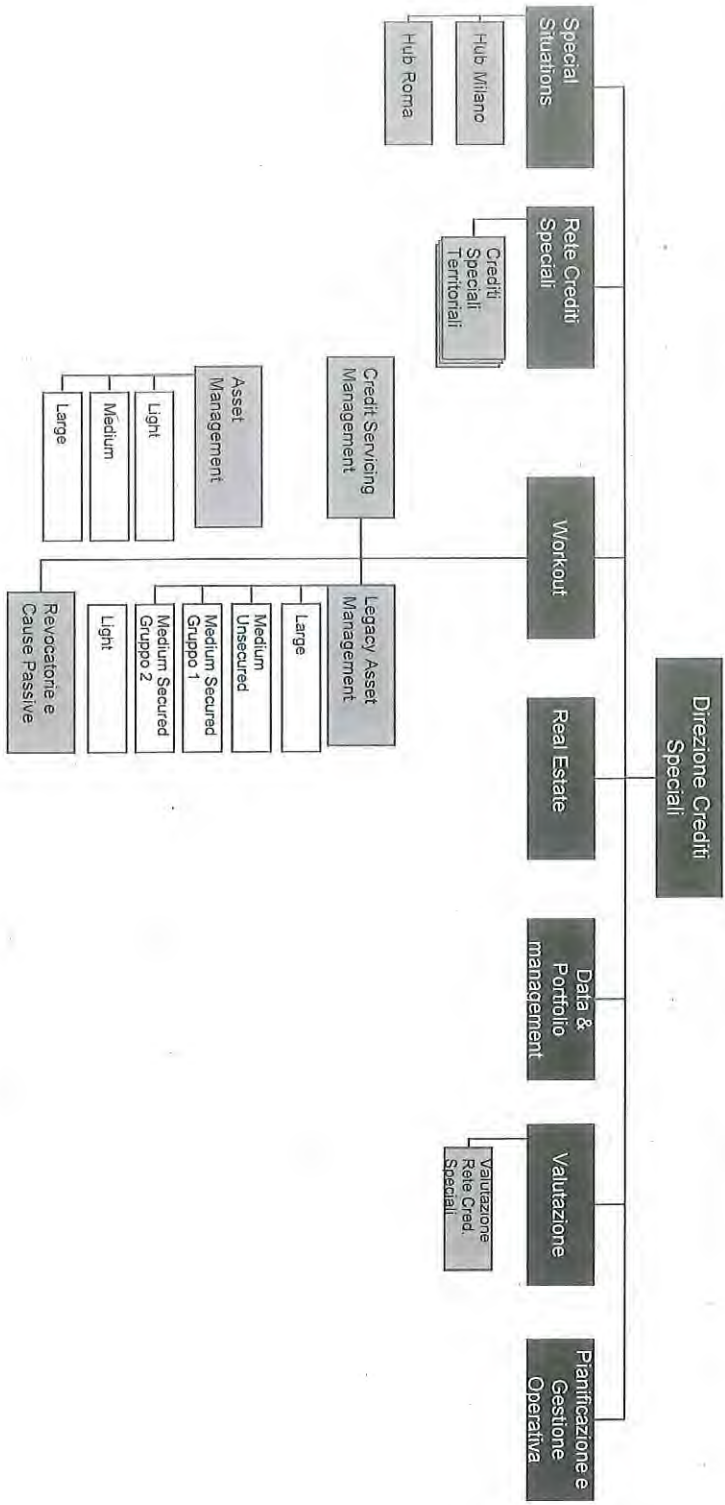 Direzione Crediti
Speciali
Special
Situations
Rete Crediti
Speciali
Workout
Real Estate
Data &
Portfolio
management
Valutazione
Pianificazione e
Gestione
Operativa
Hub Milano
Hub Roma
Crediti
Speciali
Territoriali
Valutazione
Rete Cred.
Speciali
Credit Servicing
Management
Legacy Asset
Management
Large
Medium
Unsecured
Medium Secured
Gruppo 1
Medium Secured
Gruppo 2
Light
Asset
Management
Light
Medium
Large
Revocatorie e
Cause Passive